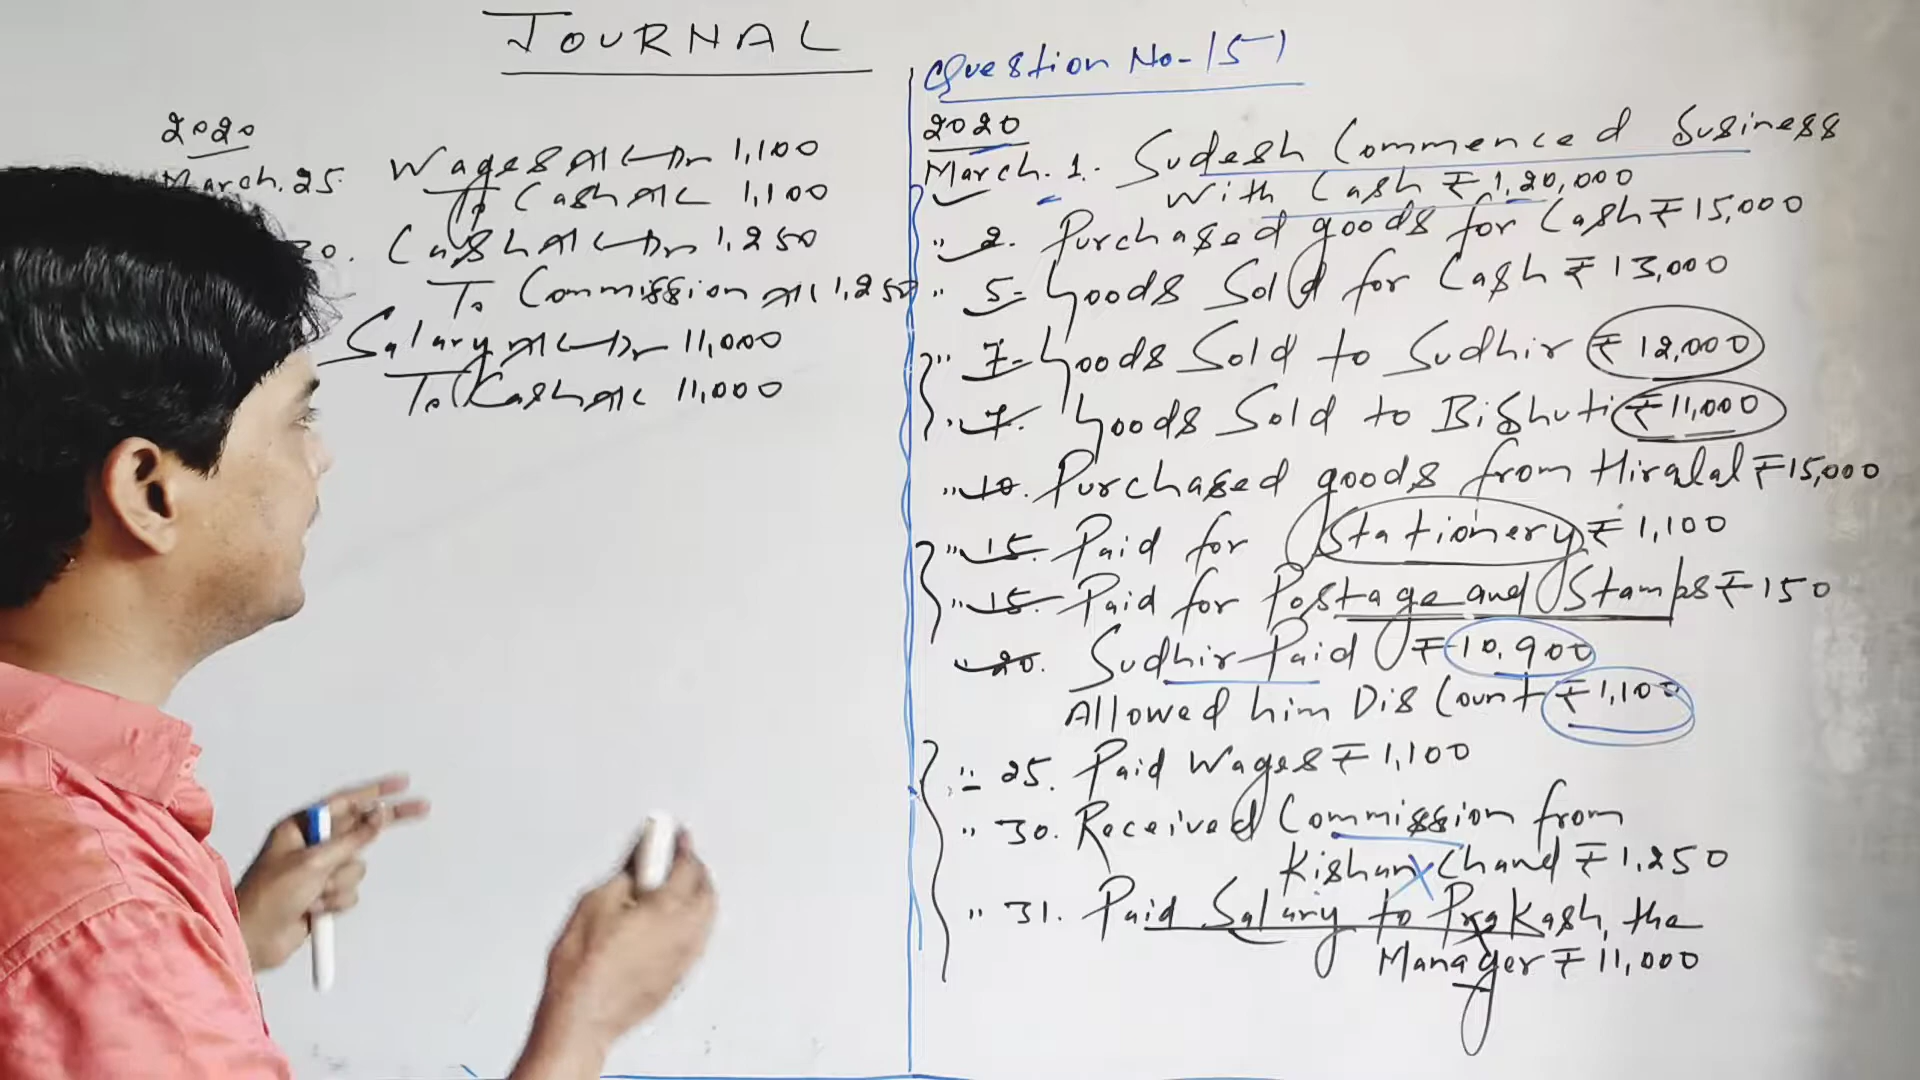 JOURNAL
2020
March. 25. Wages A/c Dr 1,100
To Cash A/c 1,100
30. Cash A/c Dr 1,250
To Commission A/c 1,250
Salary A/c Dr 11,000
To Cash A/c 11,000
Question No-15
2020
March. 1. Sudesh Commenced Business
With Cash ₹ 1,20,000
" 2. Purchased goods for Cash ₹ 15,000
" 5- Goods Sold for Cash ₹ 13,000
" 7- Goods Sold to Sudhir ₹ 12,000
" 7. Goods Sold to Bibhuti ₹ 11,000
" 10. Purchased goods from Hiralal ₹ 15,000
" 15. Paid for Stationery ₹ 1,100
" 15. Paid for Postage and Stamps ₹ 150
" 20. Sudhir Paid ₹ 10,900
Allowed him Discount ₹ 1,100
" 25. Paid Wages ₹ 1,100
" 30. Received Commission from
Kishan Chand ₹ 1,250
" 31. Paid Salary to Prakash, the
Manager ₹ 11,000